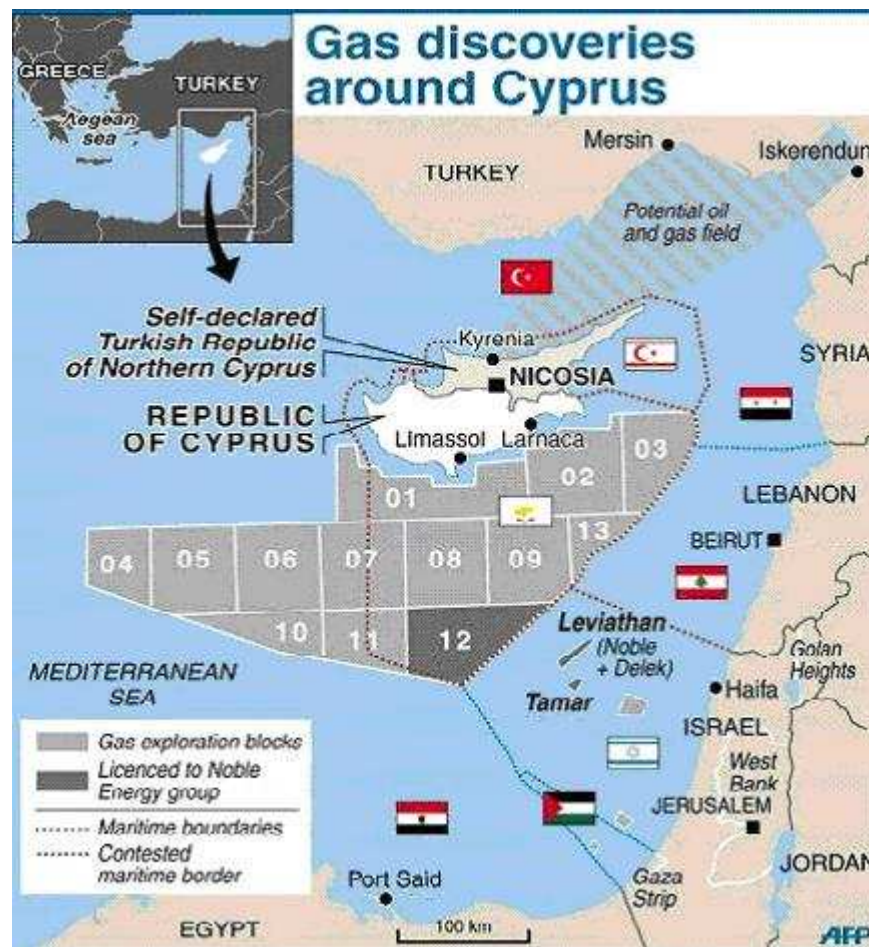 Gas discoveries
around Cyprus
GREECE
TURKEY
Aegean
sea
Mersin
Iskerendun
TURKEY
Potential oil
and gas field
Self-declared
Turkish Republic
of Northern Cyprus
Kyrenia
NICOSIA
SYRIA
REPUBLIC
OF CYPRUS
Limassol
Larnaca
03
02
01
LEBANON
13
BEIRUT
04
05
06
07
08
09
10
11
12
Leviathan
(Noble
+ Delek)
Golan
Heights
MEDITERRANEAN
SEA
Tamar
Haifa
ISRAEL
Gas exploration blocks
Licenced to Noble
Energy group
West
Bank
JERUSALEM
Maritime boundaries
Contested
maritime border
JORDAN
Gaza
Strip
Port Said
EGYPT
100 km
AFP